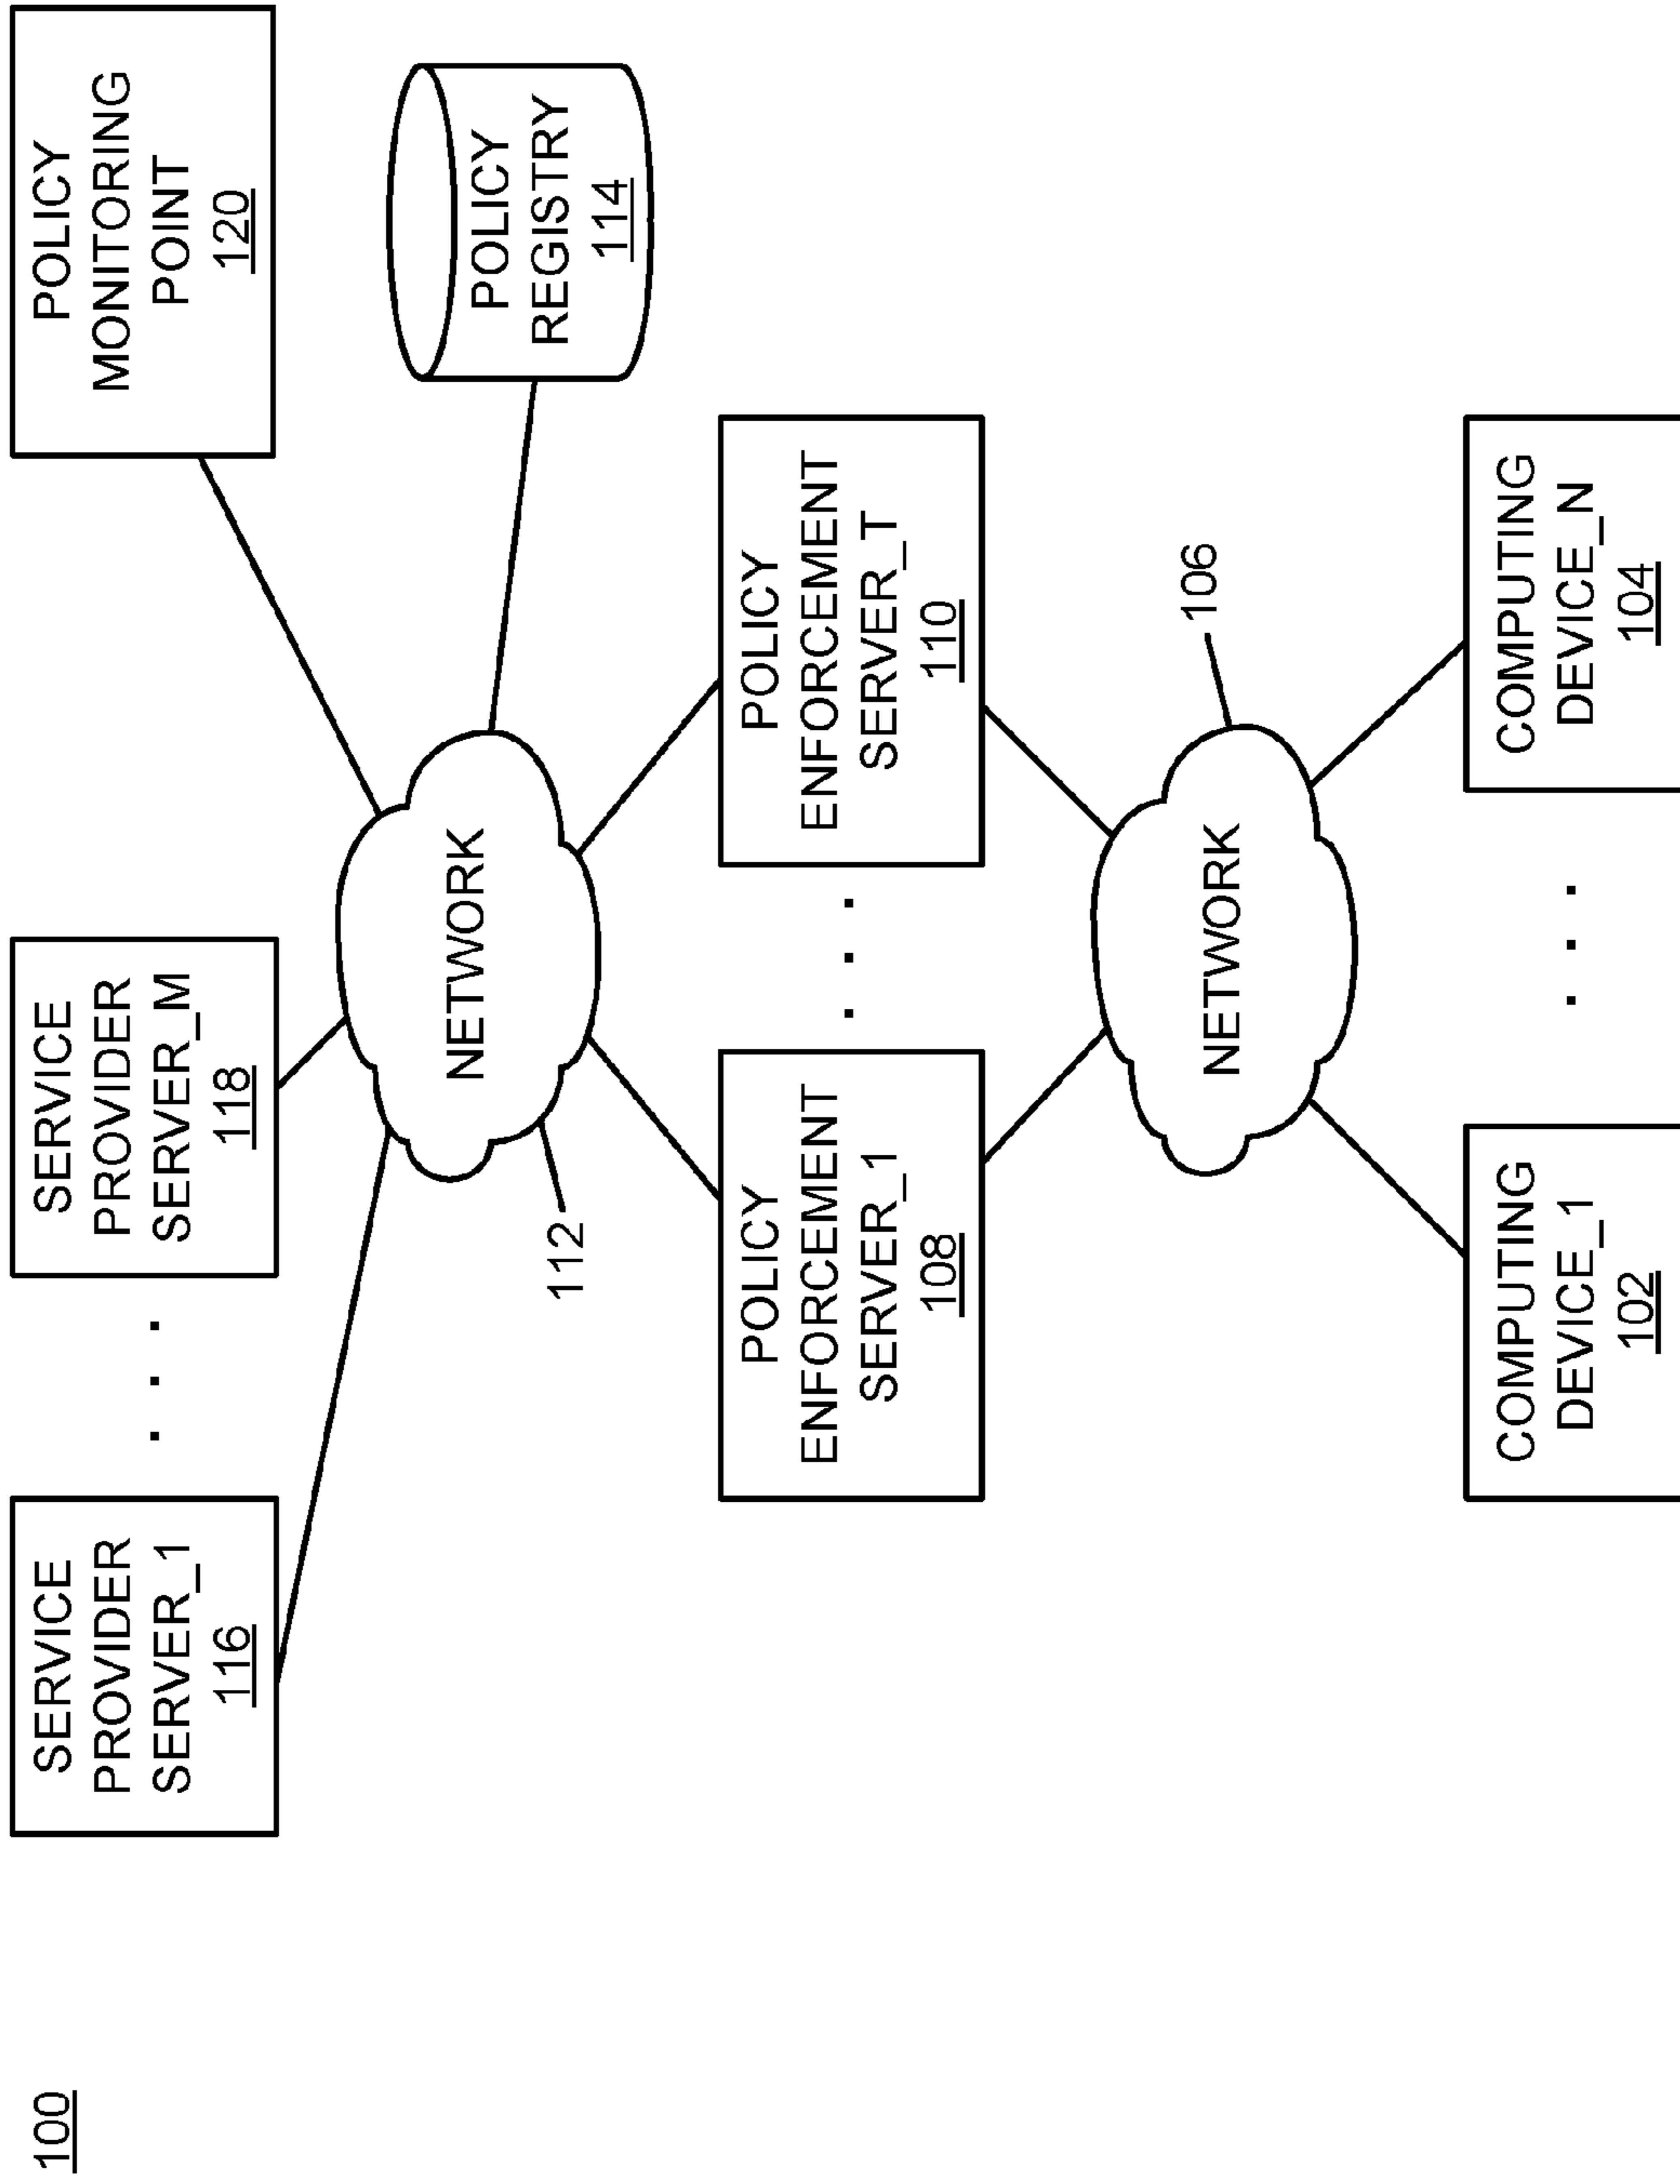 100
SERVICE
PROVIDER
SERVER_1
116
. . .
SERVICE
PROVIDER
SERVER_M
118
POLICY
MONITORING
POINT
120
NETWORK
112
POLICY
REGISTRY
114
POLICY
ENFORCEMENT
SERVER_1
108
. . .
POLICY
ENFORCEMENT
SERVER_T
110
NETWORK
106
COMPUTING
DEVICE_1
102
. . .
COMPUTING
DEVICE_N
104